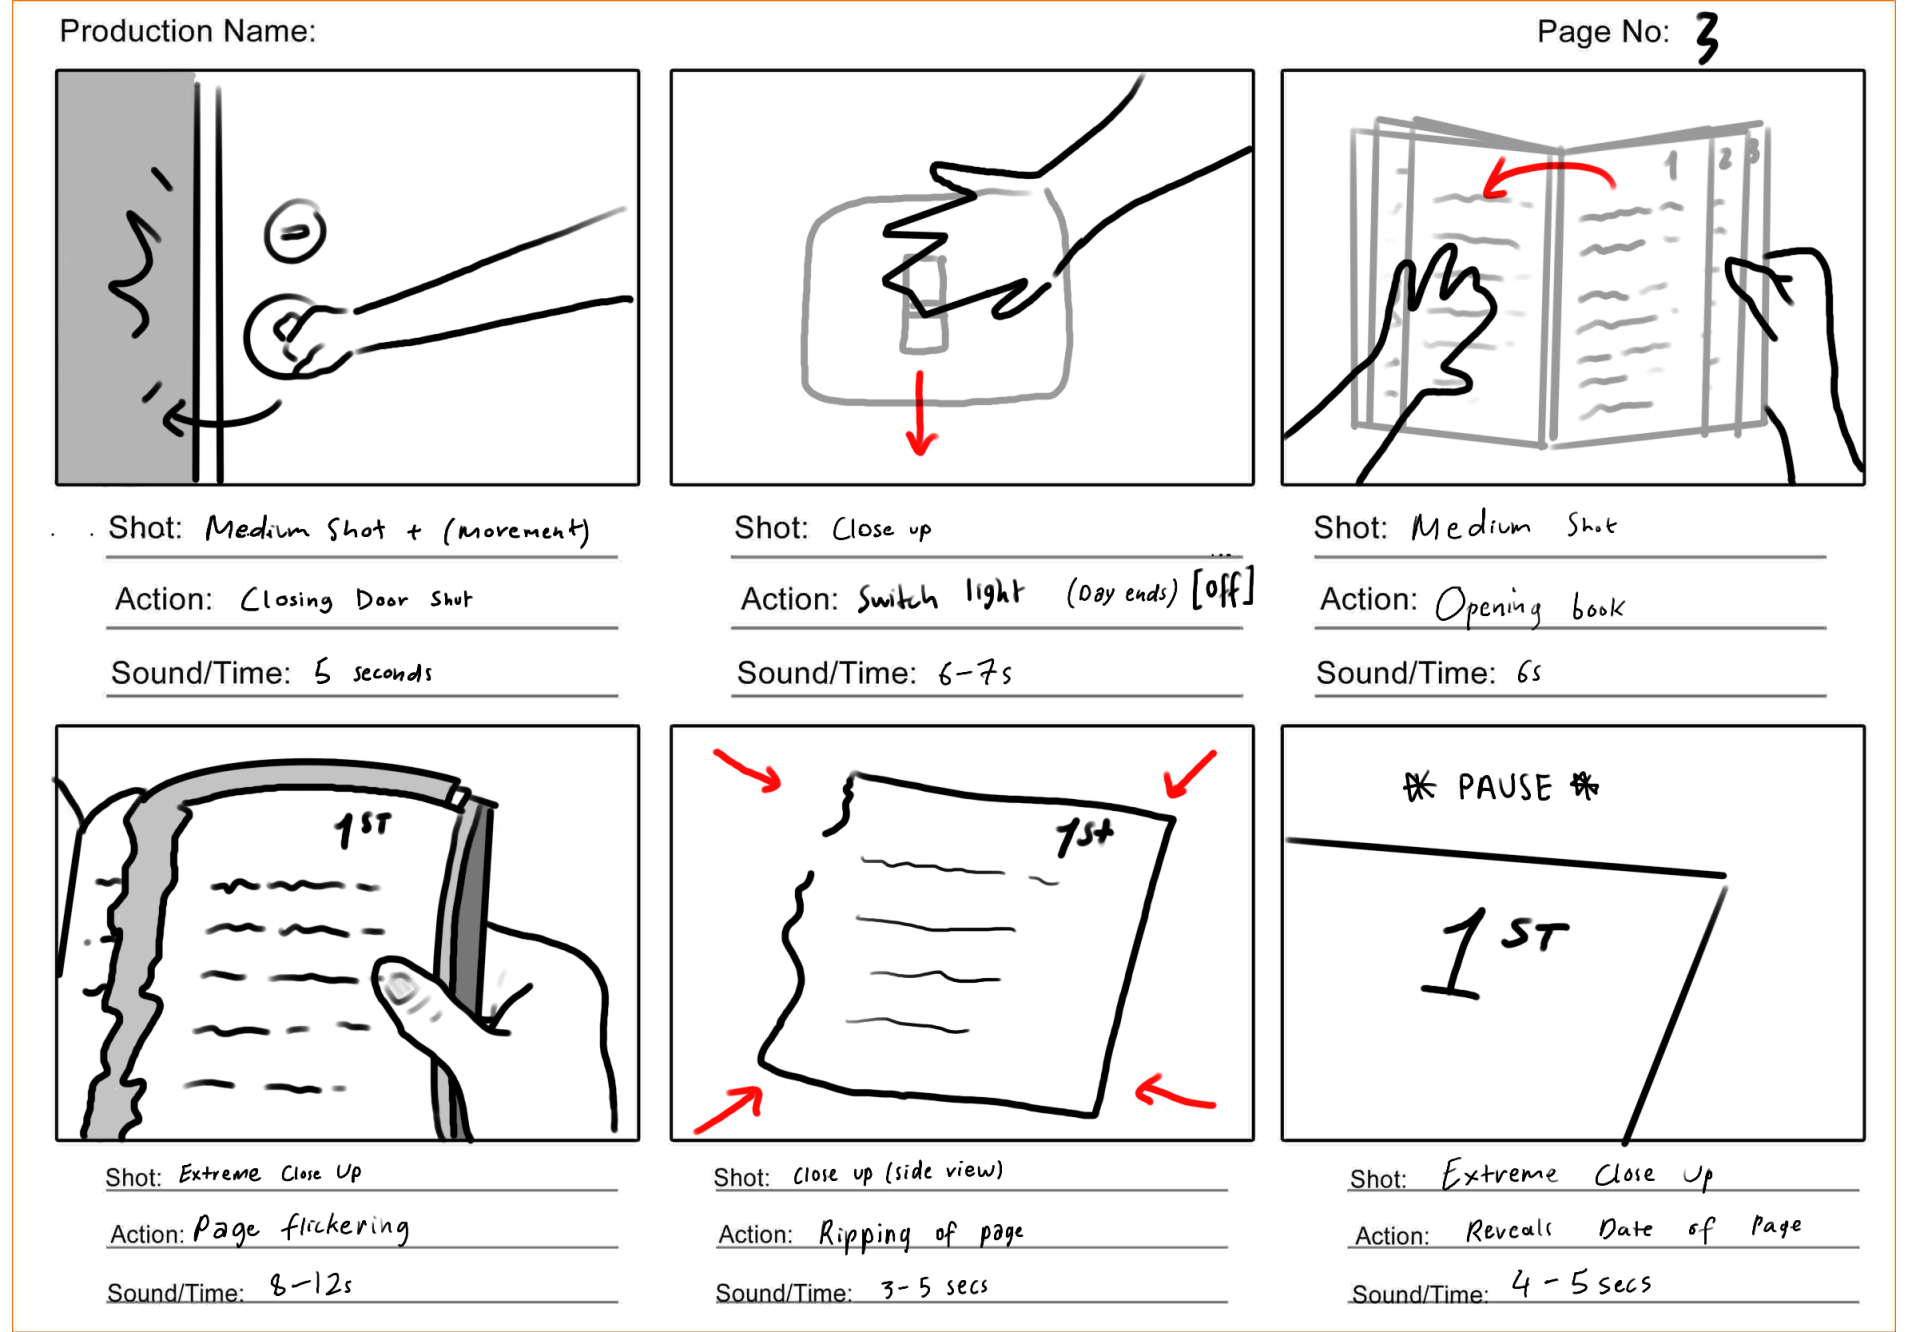 Production Name:
Page No: 3
1 2 3
Shot: Medium Shot + (movement)
Shot: Close up
Shot: Medium Shot
Action: Closing Door Shut
Action: Switch light (Day ends) [off]
Action: Opening book
Sound/Time: 5 seconds
Sound/Time: 6-7s
Sound/Time: 6s
1ST
1st
* PAUSE *
1ST
Shot: Extreme Close Up
Shot: Close up (side view)
Shot: Extreme Close up
Action: Page flickering
Action: Ripping of page
Action: Reveals Date of Page
Sound/Time: 8-12s
Sound/Time: 3-5 secs
Sound/Time: 4-5 secs